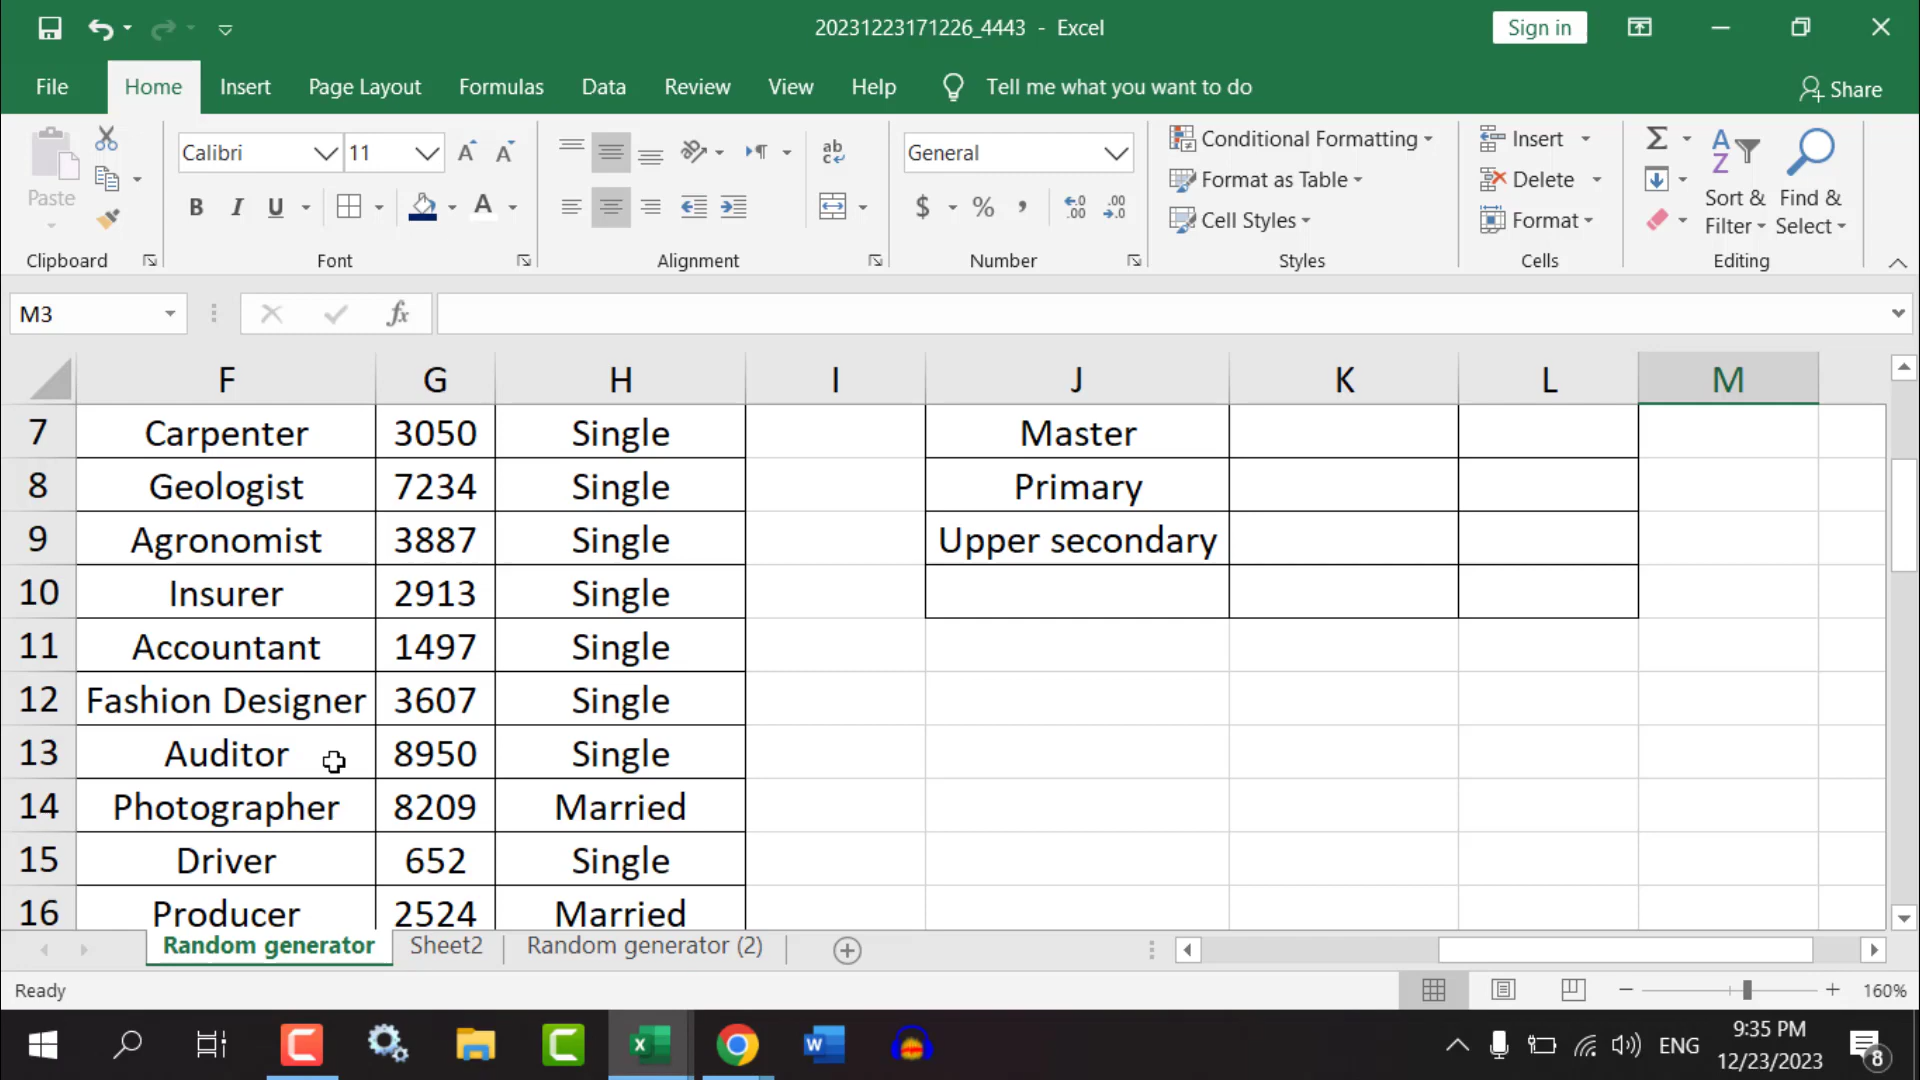 20231223171226_4443 - Excel
Sign in
File Home Insert Page Layout Formulas Data Review View Help Tell me what you want to do Share
Paste
Clipboard
Calibri 11
B I U A
Font
ab
Alignment
General
$ % , .00 .00
Number
Conditional Formatting
Format as Table
Cell Styles
Styles
Insert
Delete
Format
Cells
Sort & Filter
Find & Select
Editing
M3 fx
F G H I J K L M
7 Carpenter 3050 Single Master
8 Geologist 7234 Single Primary
9 Agronomist 3887 Single Upper secondary
10 Insurer 2913 Single
11 Accountant 1497 Single
12 Fashion Designer 3607 Single
13 Auditor 8950 Single
14 Photographer 8209 Married
15 Driver 652 Single
16 Producer 2524 Married
Random generator Sheet2 Random generator (2)
Ready 160%
ENG 9:35 PM
12/23/2023
8